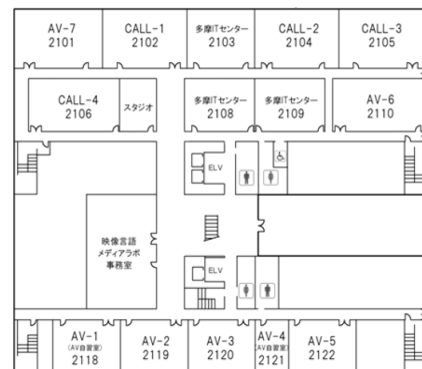 AV-7
2101
CALL-1
2102
多摩ITセンター
2103
CALL-2
2104
CALL-3
2105
CALL-4
2106
スタジオ
多摩ITセンター
2108
多摩ITセンター
2109
AV-6
2110
ELV
映像言語
メディアラボ
事務室
ELV
AV-1
(AV自習室)
2118
AV-2
2119
AV-3
2120
AV-4
(AV自習室)
2121
AV-5
2122